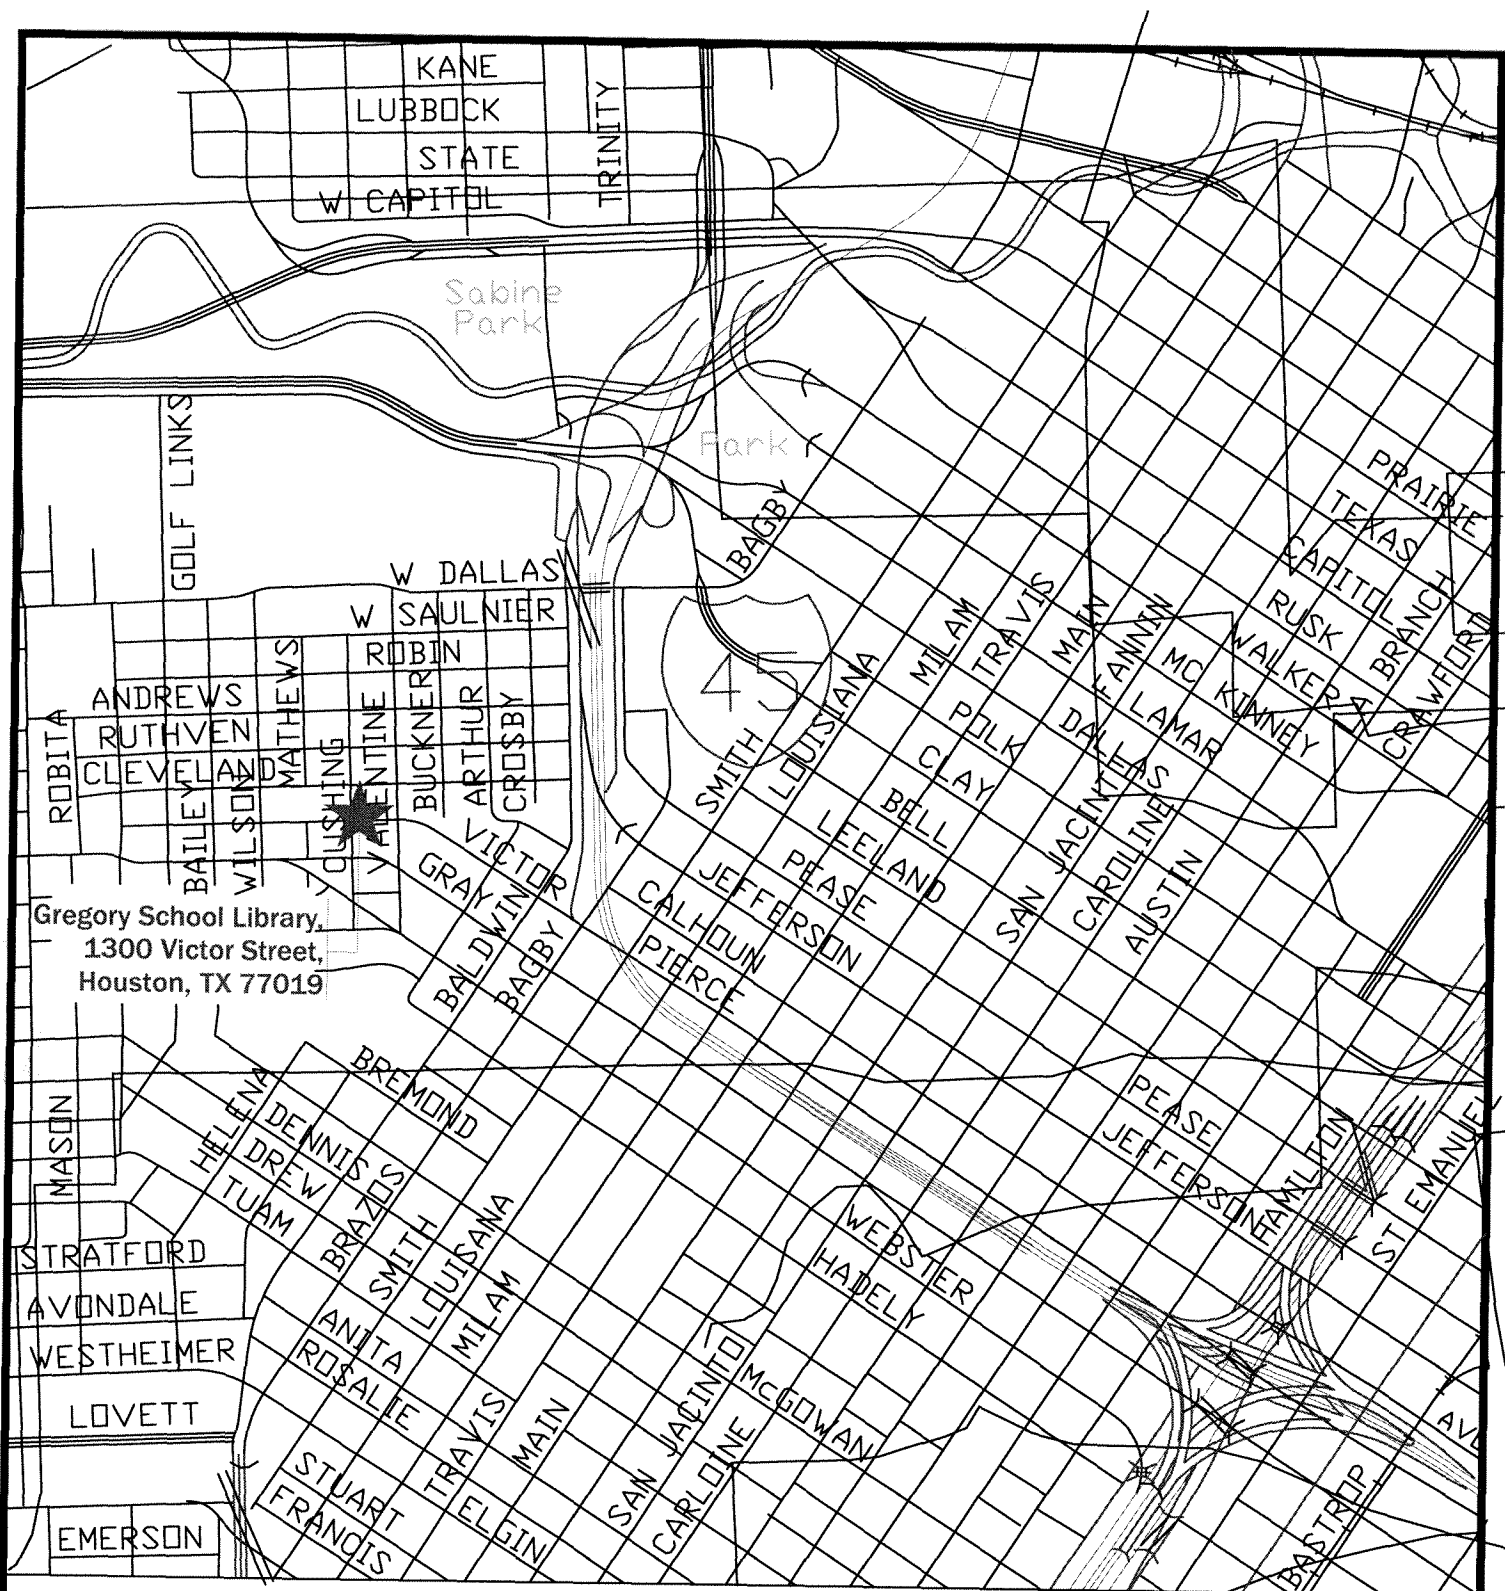 KANE
LUBBOCK
STATE
W CAPITOL
TRINITY
Sabine
Park
GOLF LINKS
Park
BAGBY
PRAIRIE
TEXAS
CAPITOL
RUSK
WALKER
MC KINNEY
LAMAR
DALLAS
BRANCH
LA
CRAWFORD
W DALLAS
W SAULNIER
ROBIN
ANDREWS
RUTHVEN
CLEVELAND
ROBITA
MATHEWS
CUSHING
VALENTINE
BUCKNER
ARTHUR
CROSBY
BAILEY
WILSON
45
MILAM
TRAVIS
MAIN
FANNIN
LOUISIANA
SMITH
POLK
CLAY
BELL
LEELAND
PEASE
JEFFERSON
CALHOUN
PIERCE
SAN JACINTO
CAROLINE
AUSTIN
VICTOR
GRAY
BALDWIN
BAGBY
Gregory School Library,
1300 Victor Street,
Houston, TX 77019
BREMOND
HELENA
DENNIS
DREW
TUAM
MASON
BRAZOS
SMITH
LOUISANA
MILAM
PEASE
JEFFERSON
HAMILTON
ST EMANUEL
STRATFORD
AVONDALE
WESTHEIMER
LOVETT
WEBSTER
HADELY
ANITA
ROSALIE
TRAVIS
MAIN
SAN JACINTO
McGOWAN
CARLOINE
STUART
FRANCIS
ELGIN
EMERSON
BASTROP